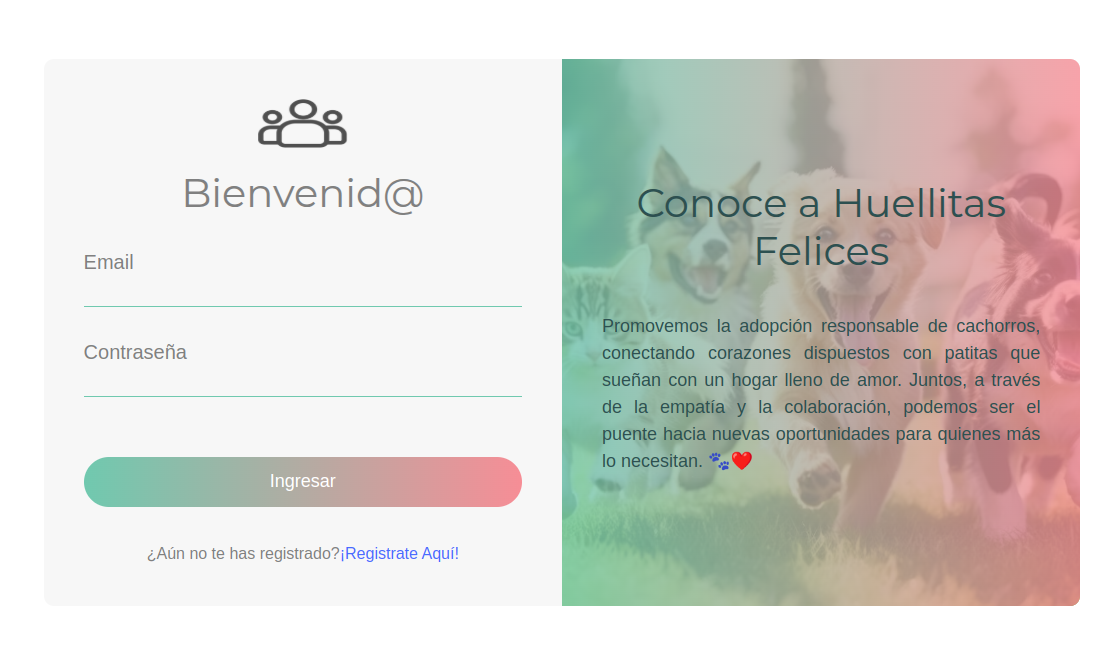 Bienvenid@
Email
Contraseña
Ingresar
¿Aún no te has registrado?¡Registrate Aquí!
Conoce a Huellitas
Felices
Promovemos la adopción responsable de cachorros,
conectando corazones dispuestos con patitas que
sueñan con un hogar lleno de amor. Juntos, a través
de la empatía y la colaboración, podemos ser el
puente hacia nuevas oportunidades para quienes más
lo necesitan. 🐾❤️